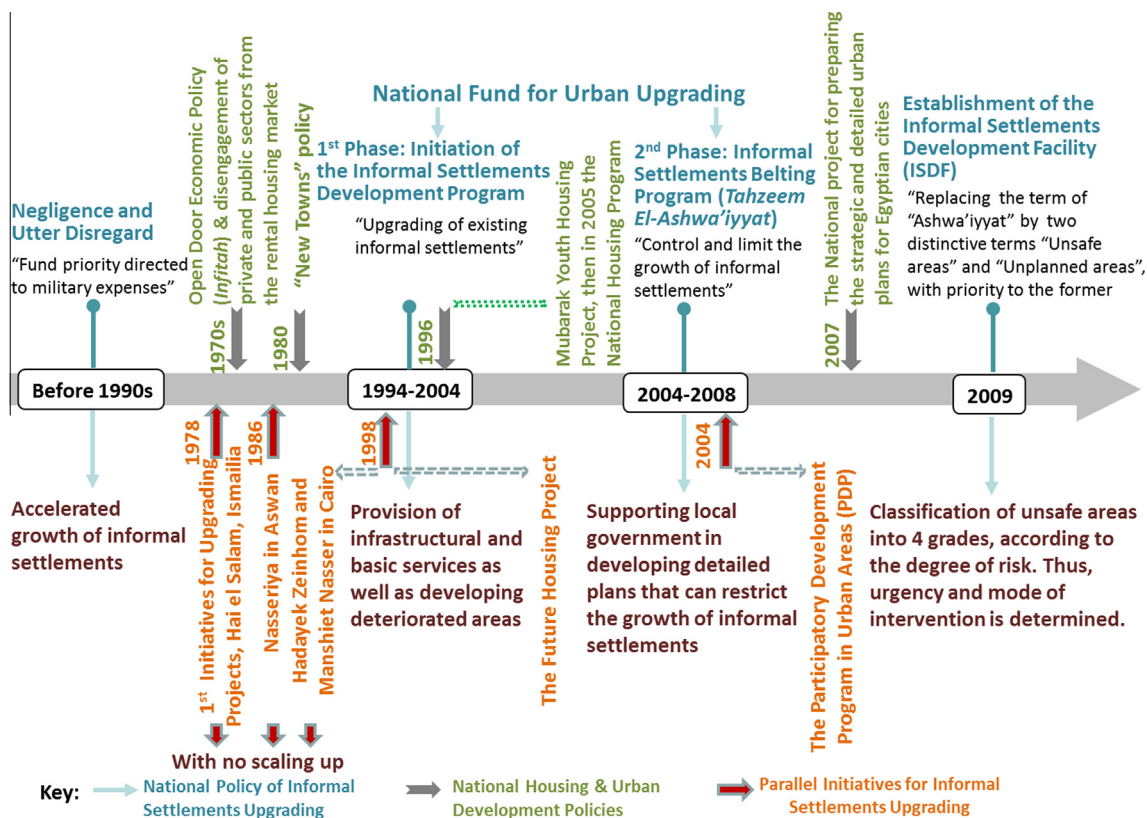 National Fund for Urban Upgrading
Negligence and
Utter Disregard
“Fund priority directed
to military expenses”
Open Door Economic Policy
(Infitah) & disengagement of
private and public sectors from
the rental housing market
1970s
“New Towns” policy
1980
1st Phase: Initiation of
the Informal Settlements
Development Program
“Upgrading of existing
informal settlements”
1996
Mubarak Youth Housing
Project, then in 2005 the
National Housing Program
2nd Phase: Informal
Settlements Belting
Program (Tahzeem
El-Ashwa’iyyat)
“Control and limit the
growth of informal
settlements”
The National project for preparing
the strategic and detailed urban
plans for Egyptian cities
2007
Establishment of the
Informal Settlements
Development Facility
(ISDF)
“Replacing the term of
“Ashwa’iyyat” by two
distinctive terms “Unsafe
areas” and “Unplanned areas”,
with priority to the former
Before 1990s
1994-2004
2004-2008
2009
Accelerated
growth of informal
settlements
1978
1st Initiatives for Upgrading
Projects, Hai el Salam, Ismailia
1986
Nasseriya in Aswan
Hadayek Zeinhom and
Manshiet Nasser in Cairo
1998
Provision of
infrastructural and
basic services as
well as developing
deteriorated areas
The Future Housing Project
Supporting local
government in
developing detailed
plans that can restrict
the growth of informal
settlements
2004
The Participatory Development
Program in Urban Areas (PDP)
Classification of unsafe areas
into 4 grades, according to
the degree of risk. Thus,
urgency and mode of
intervention is determined.
With no scaling up
Key:
National Policy of Informal
Settlements Upgrading
National Housing & Urban
Development Policies
Parallel Initiatives for Informal
Settlements Upgrading